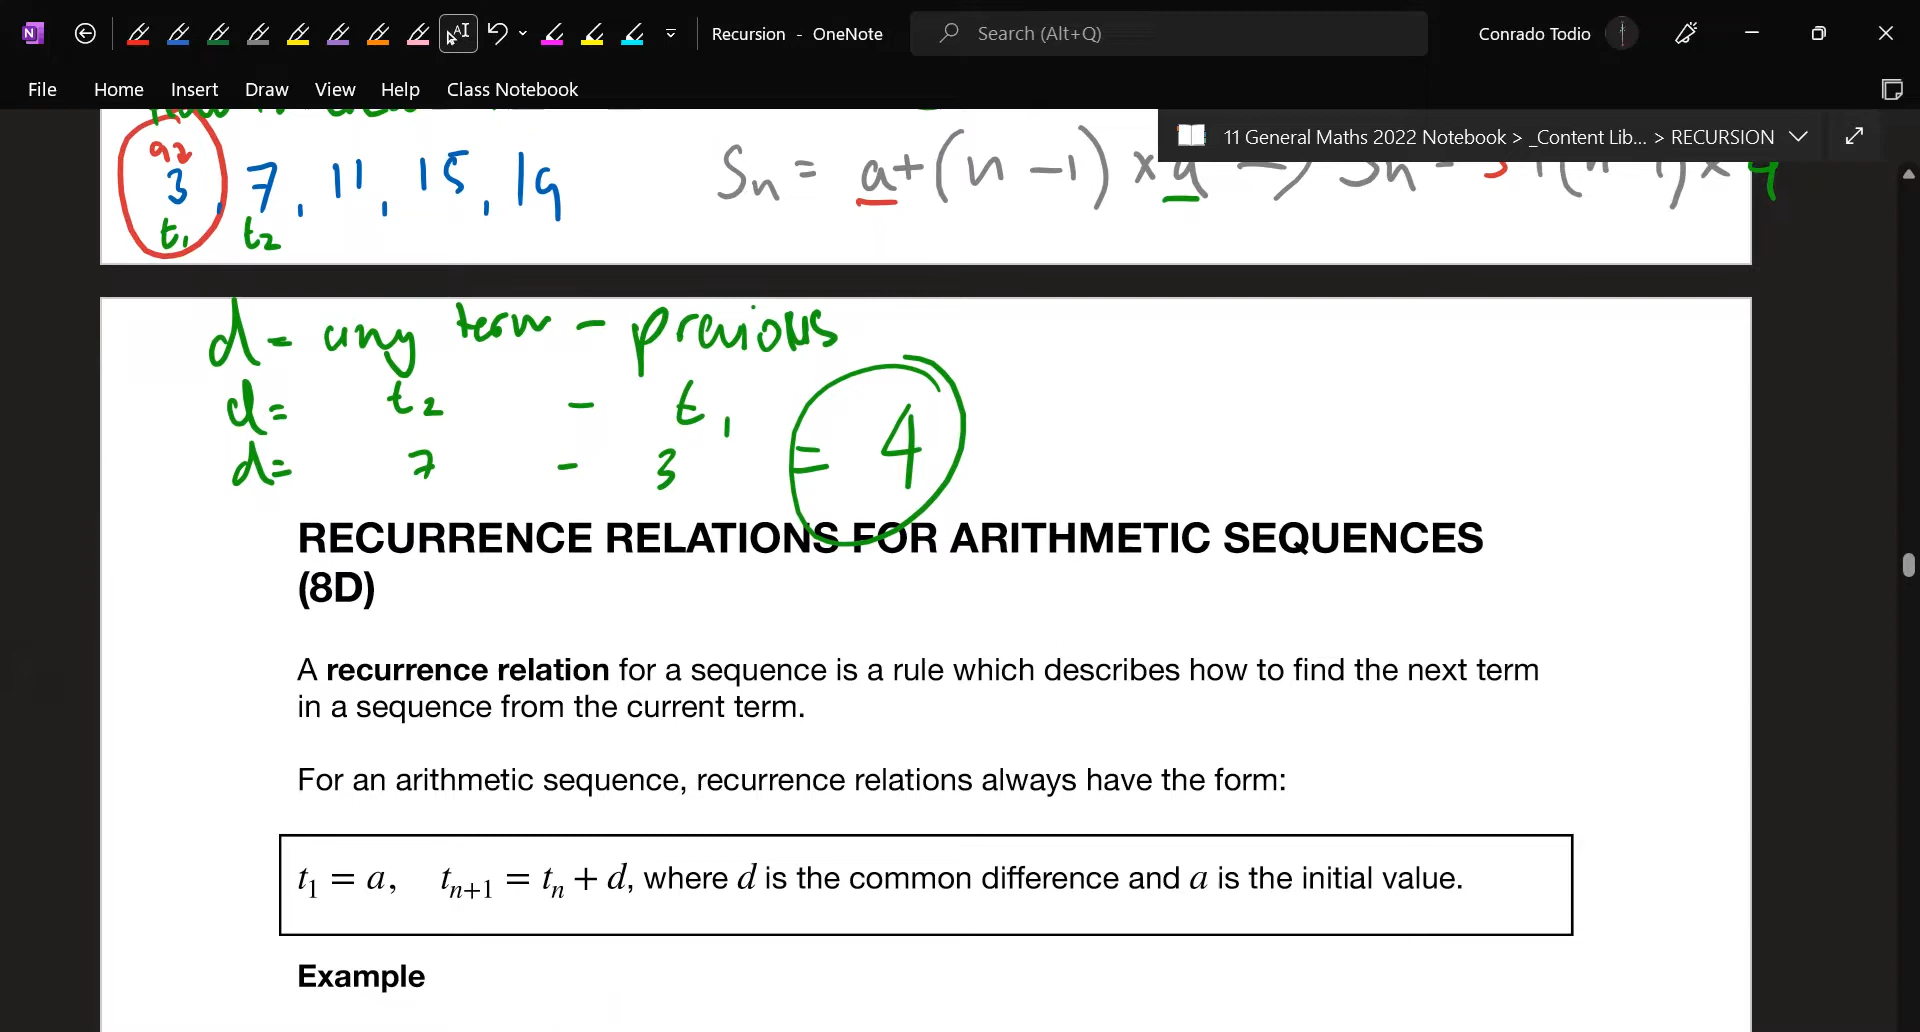 Recursion - OneNote
Search (Alt+Q)
Conrado Todio
File Home Insert Draw View Help Class Notebook
11 General Maths 2022 Notebook > _Content Lib... > RECURSION
3, 7, 11, 15, 19
t₁ t₂
Sn = a+(n-1)×
d= any term - previous
d= t₂ - t₁
d= 7 - 3 = 4
RECURRENCE RELATIONS FOR ARITHMETIC SEQUENCES
(8D)
A recurrence relation for a sequence is a rule which describes how to find the next term
in a sequence from the current term.
For an arithmetic sequence, recurrence relations always have the form:
t₁ = a, tₙ₊₁ = tₙ + d, where d is the common difference and a is the initial value.
Example